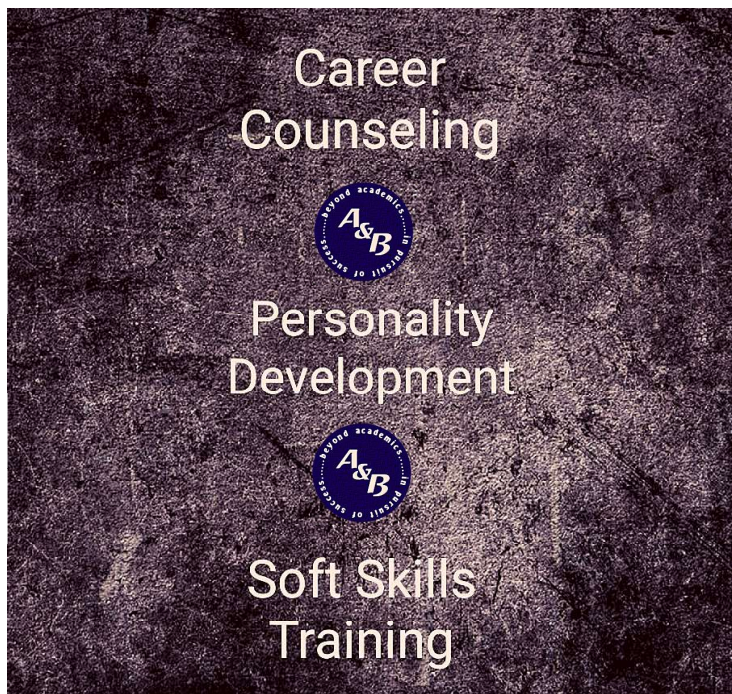 Career
Counseling
beyond academics......in pursuit of success......
A&B
Personality
Development
beyond academics......in pursuit of success......
A&B
Soft Skills
Training